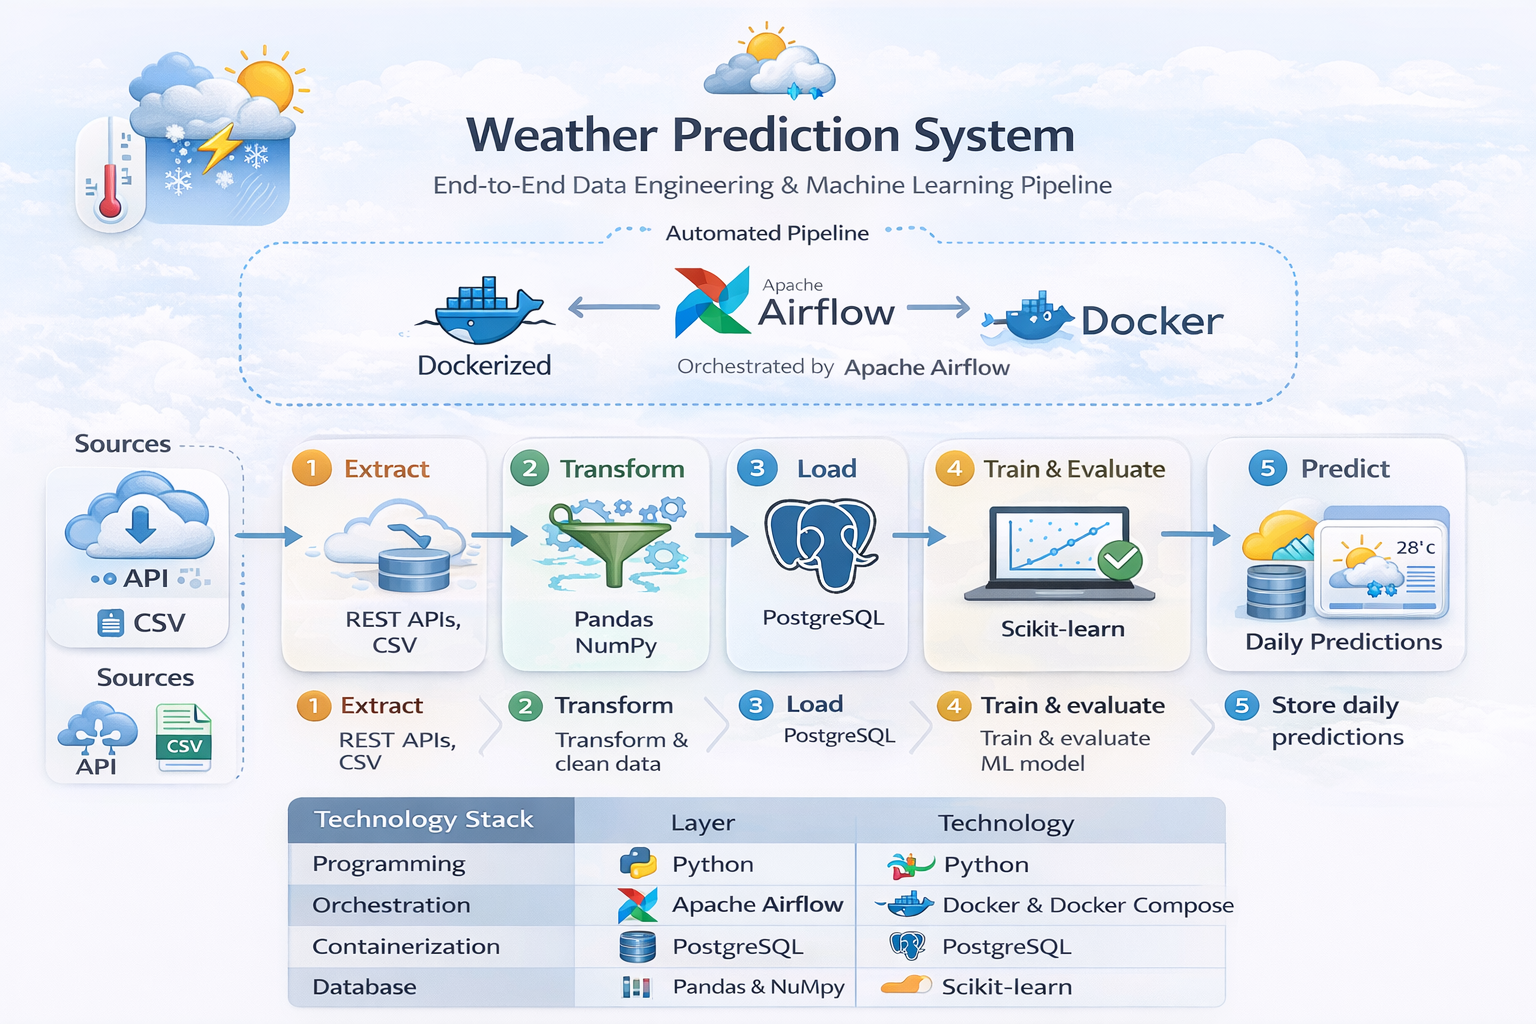 Weather Prediction System
End-to-End Data Engineering & Machine Learning Pipeline
Automated Pipeline
Dockerized
Apache
Airflow
Orchestrated by Apache Airflow
Docker
Sources
API
CSV
Sources
API
CSV
1 Extract
REST APIs,
CSV
2 Transform
Pandas
NumPy
3 Load
PostgreSQL
4 Train & Evaluate
Scikit-learn
5 Predict
28'c
Daily Predictions
1 Extract
REST APIs,
CSV
2 Transform
Transform &
clean data
3 Load
PostgreSQL
4 Train & evaluate
Train & evaluate
ML model
5 Store daily
predictions
Technology Stack Layer Technology
Programming Python Python
Orchestration Apache Airflow Docker & Docker Compose
Containerization PostgreSQL PostgreSQL
Database Pandas & NuMpy Scikit-learn